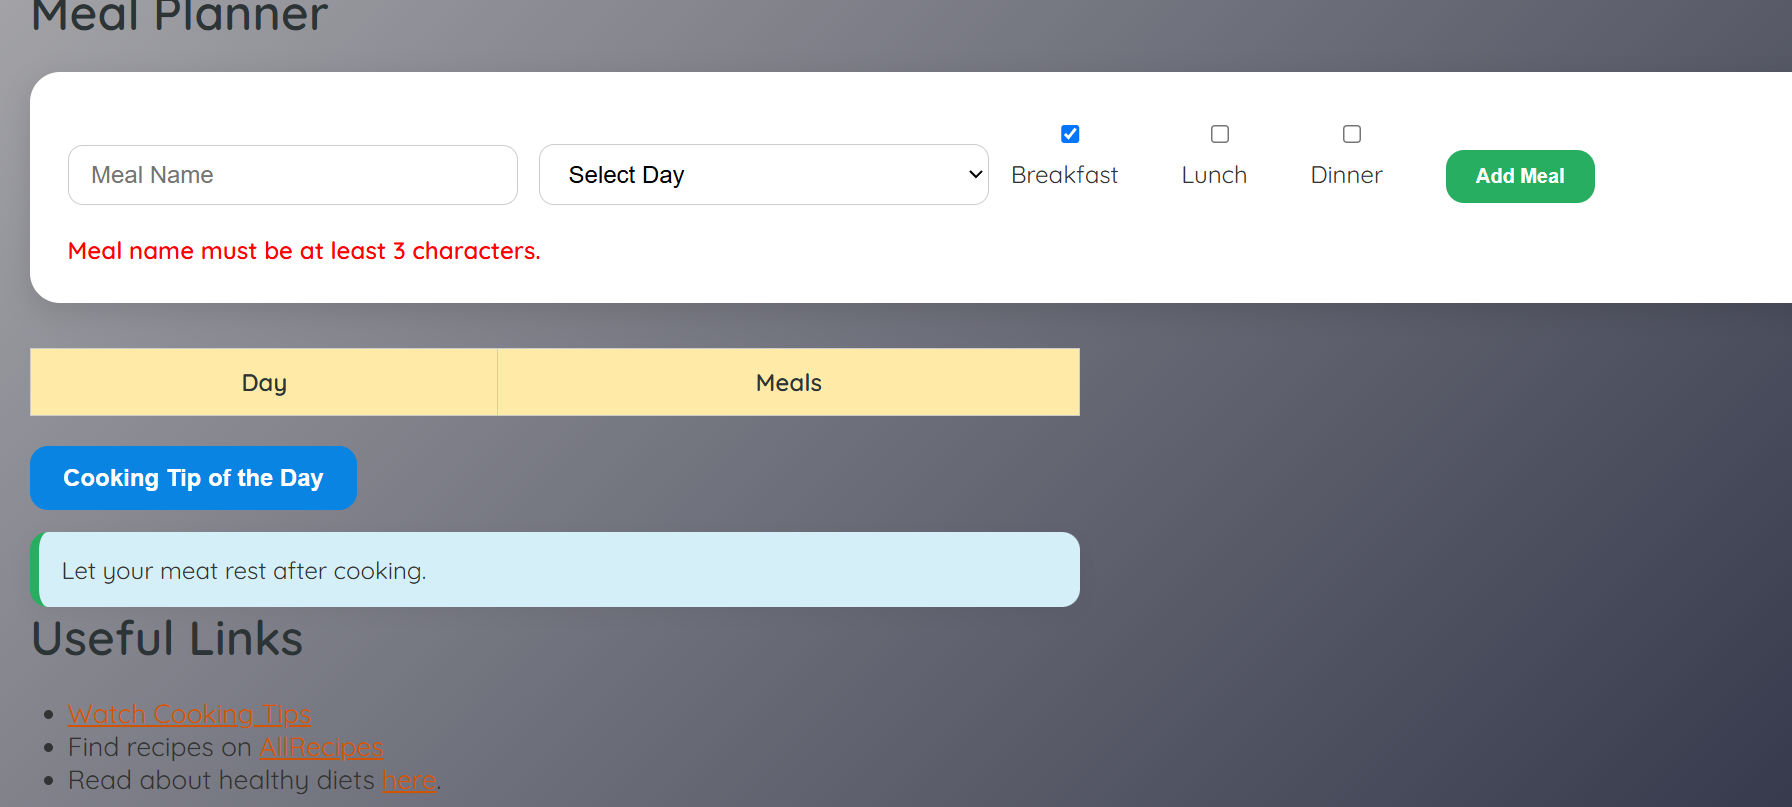 Meal Planner
Meal Name
Select Day
Breakfast
Lunch
Dinner
Add Meal
Meal name must be at least 3 characters.
Day
Meals
Cooking Tip of the Day
Let your meat rest after cooking.
Useful Links
Watch Cooking Tips
Find recipes on AllRecipes
Read about healthy diets here.